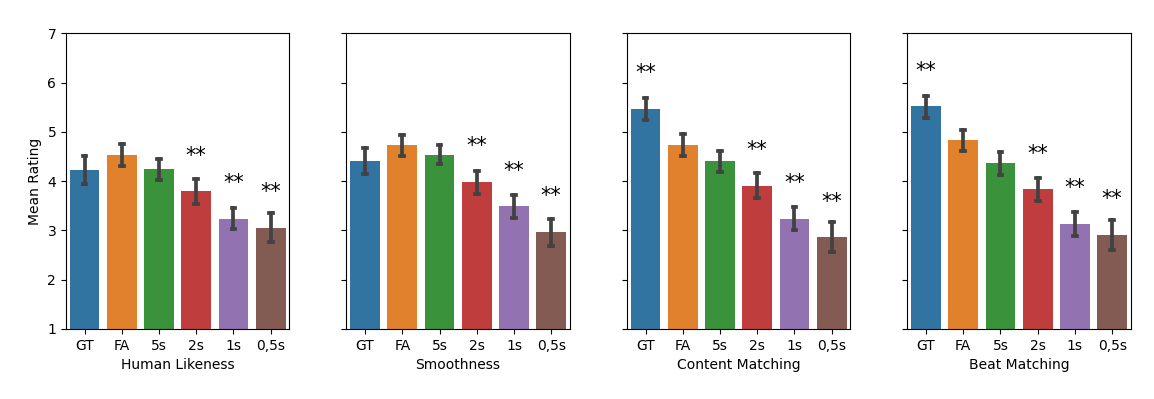 7
6
5
4
3
2
1
Mean Rating
** ** **
GT FA 5s 2s 1s 0,5s
Human Likeness
** ** **
GT FA 5s 2s 1s 0,5s
Smoothness
** ** ** **
GT FA 5s 2s 1s 0,5s
Content Matching
** ** ** **
GT FA 5s 2s 1s 0,5s
Beat Matching